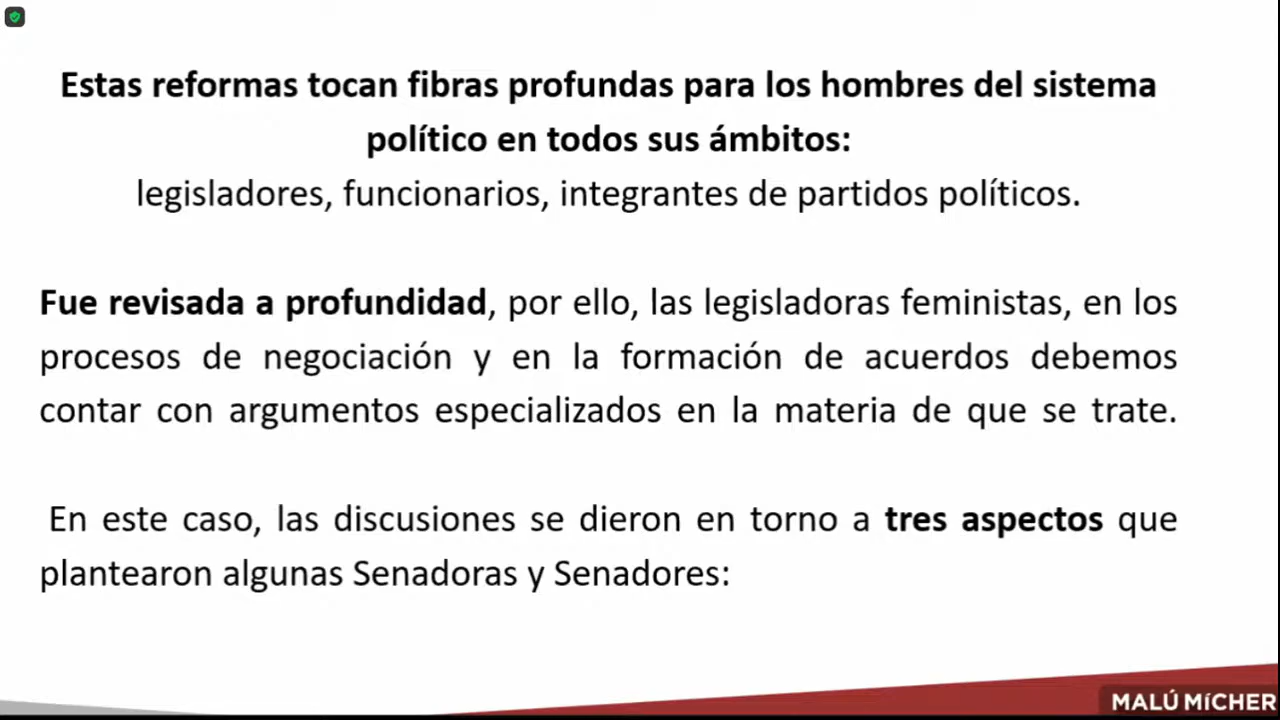 Estas reformas tocan fibras profundas para los hombres del sistema
político en todos sus ámbitos:
legisladores, funcionarios, integrantes de partidos políticos.
Fue revisada a profundidad, por ello, las legisladoras feministas, en los
procesos de negociación y en la formación de acuerdos debemos
contar con argumentos especializados en la materia de que se trate.
En este caso, las discusiones se dieron en torno a tres aspectos que
plantearon algunas Senadoras y Senadores:
MALÚ MíCHER